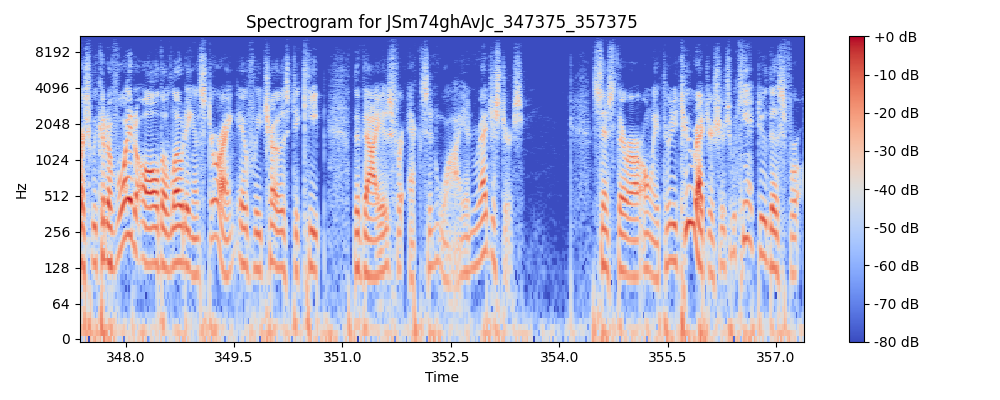 Spectrogram for JSm74ghAvJc_347375_357375
Hz
8192
4096
2048
1024
512
256
128
64
0
348.0 349.5 351.0 352.5 354.0 355.5 357.0
Time
+0 dB
-10 dB
-20 dB
-30 dB
-40 dB
-50 dB
-60 dB
-70 dB
-80 dB